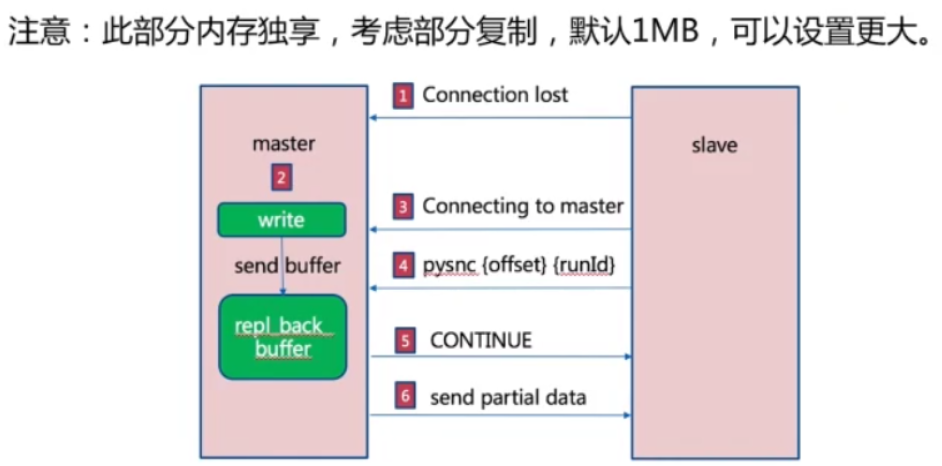 注意：此部分内存独享，考虑部分复制，默认1MB，可以设置更大。
1 Connection lost
master
slave
2
write
3 Connecting to master
send buffer
4 pysnc {offset} {runId}
repl_back_
buffer
5 CONTINUE
6 send partial data